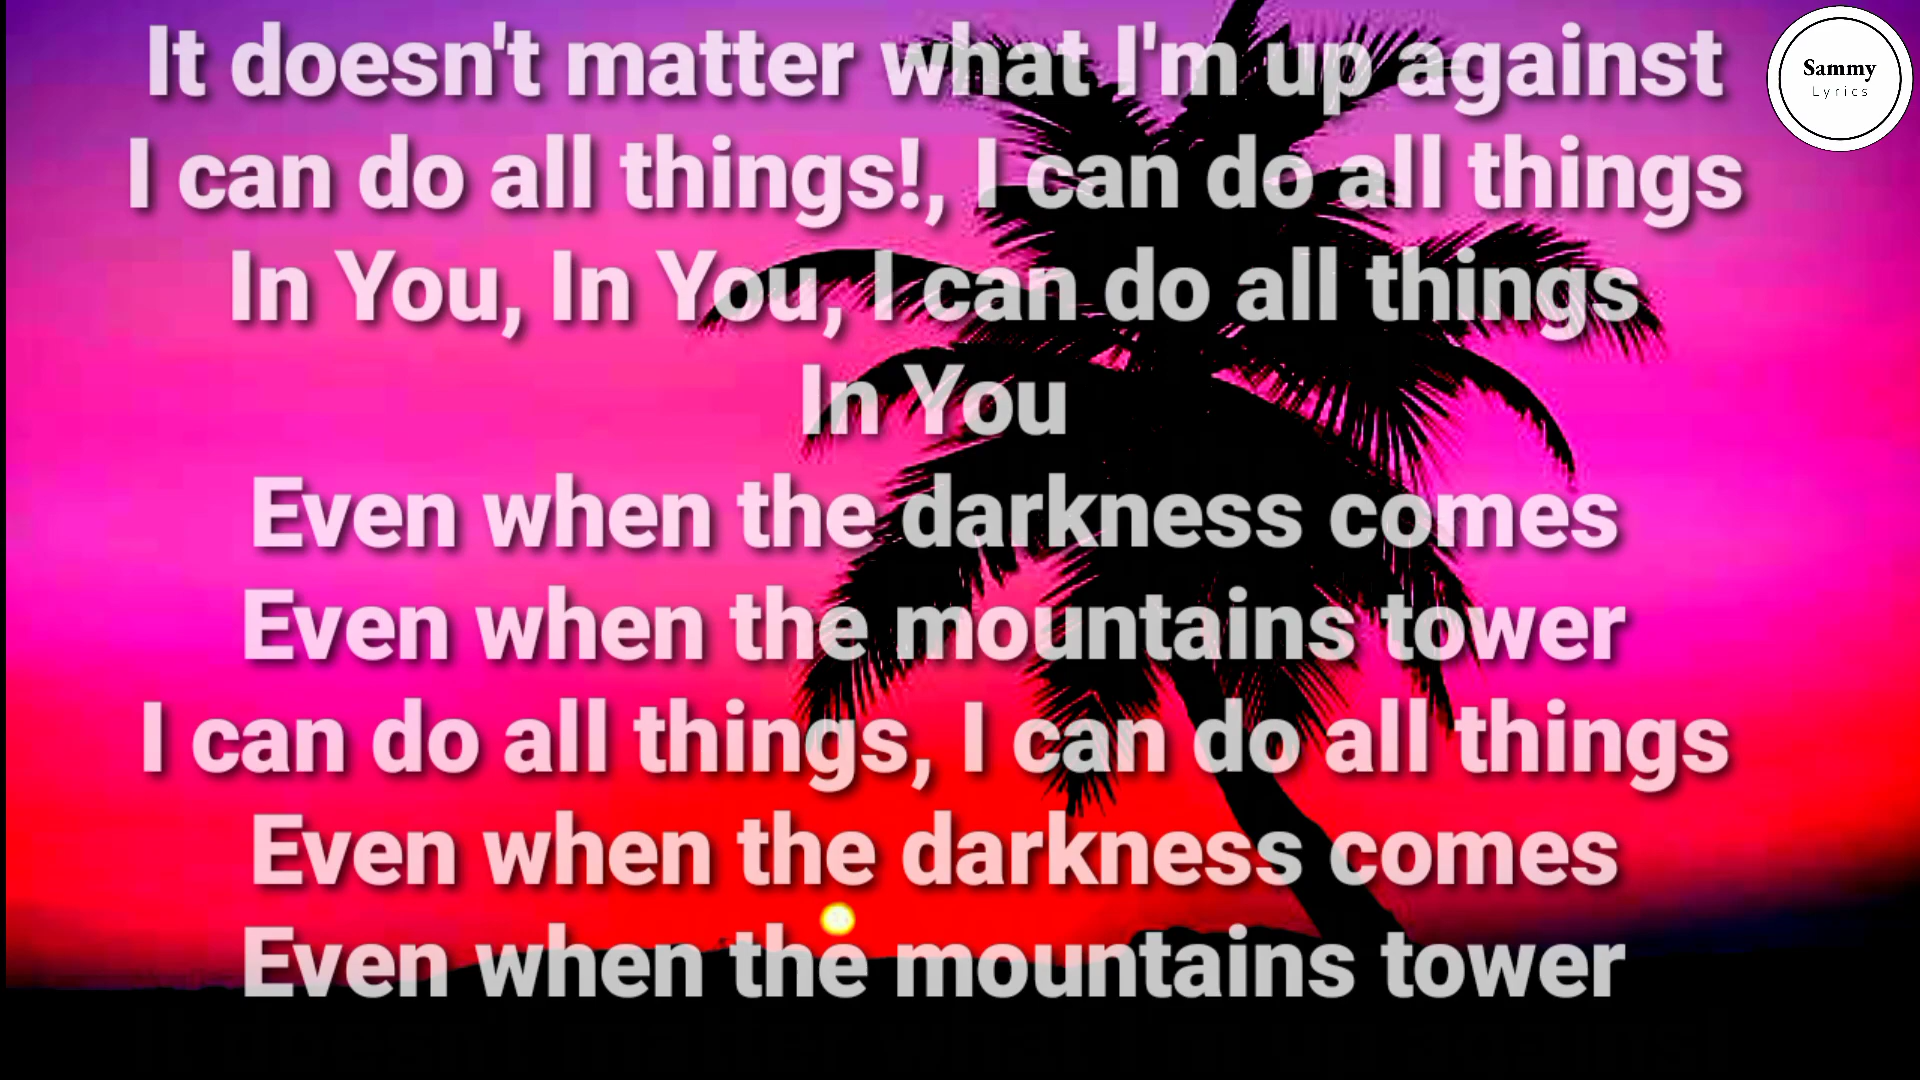 It doesn't matter what I'm up against
I can do all things!, I can do all things
In You, In You, I can do all things
In You
Even when the darkness comes
Even when the mountains tower
I can do all things, I can do all things
Even when the darkness comes
Even when the mountains tower
Sammy
Lyrics